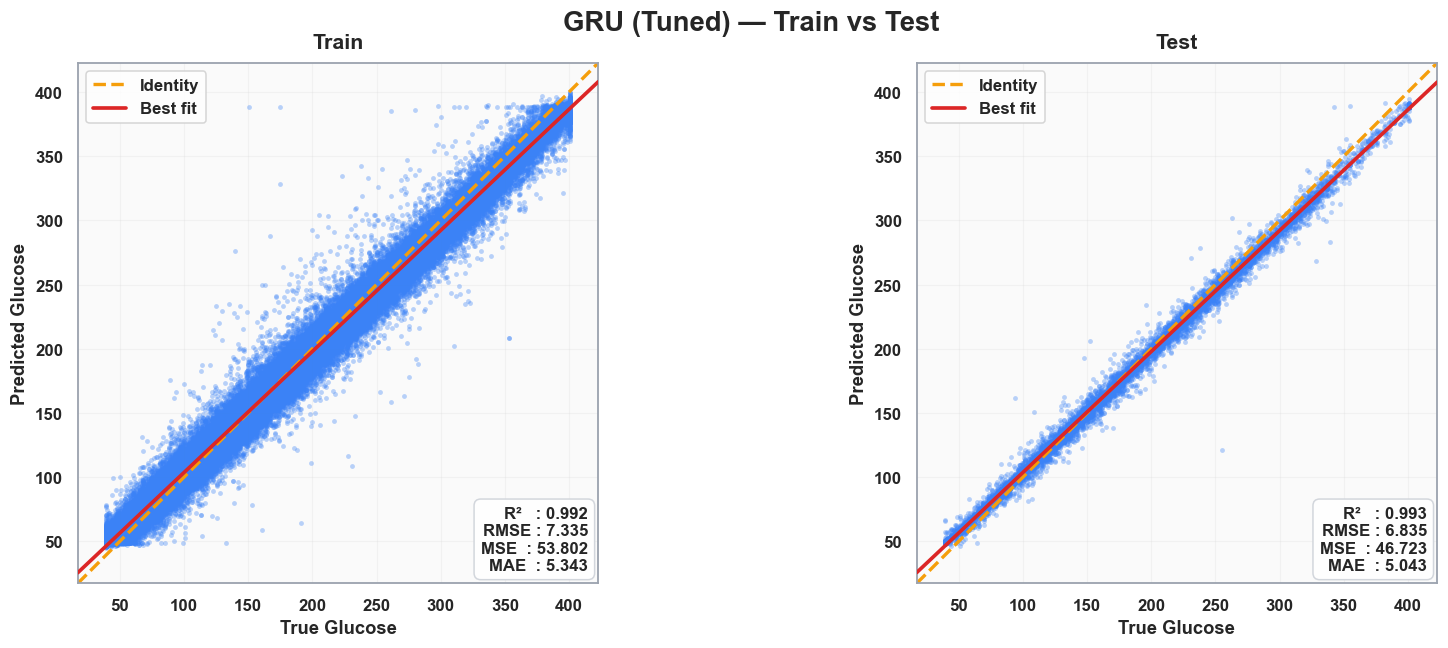 GRU (Tuned) — Train vs Test
Train
Identity
Best fit
400
350
300
250
200
150
100
50
Predicted Glucose
R² : 0.992
RMSE : 7.335
MSE : 53.802
MAE : 5.343
50 100 150 200 250 300 350 400
True Glucose
Test
Identity
Best fit
400
350
300
250
200
150
100
50
Predicted Glucose
R² : 0.993
RMSE : 6.835
MSE : 46.723
MAE : 5.043
50 100 150 200 250 300 350 400
True Glucose